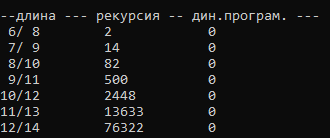 --длина --- рекурсия -- дин.програм. ---
6/ 8 2 0
7/ 9 14 0
8/10 82 0
9/11 500 0
10/12 2448 0
11/13 13633 0
12/14 76322 0